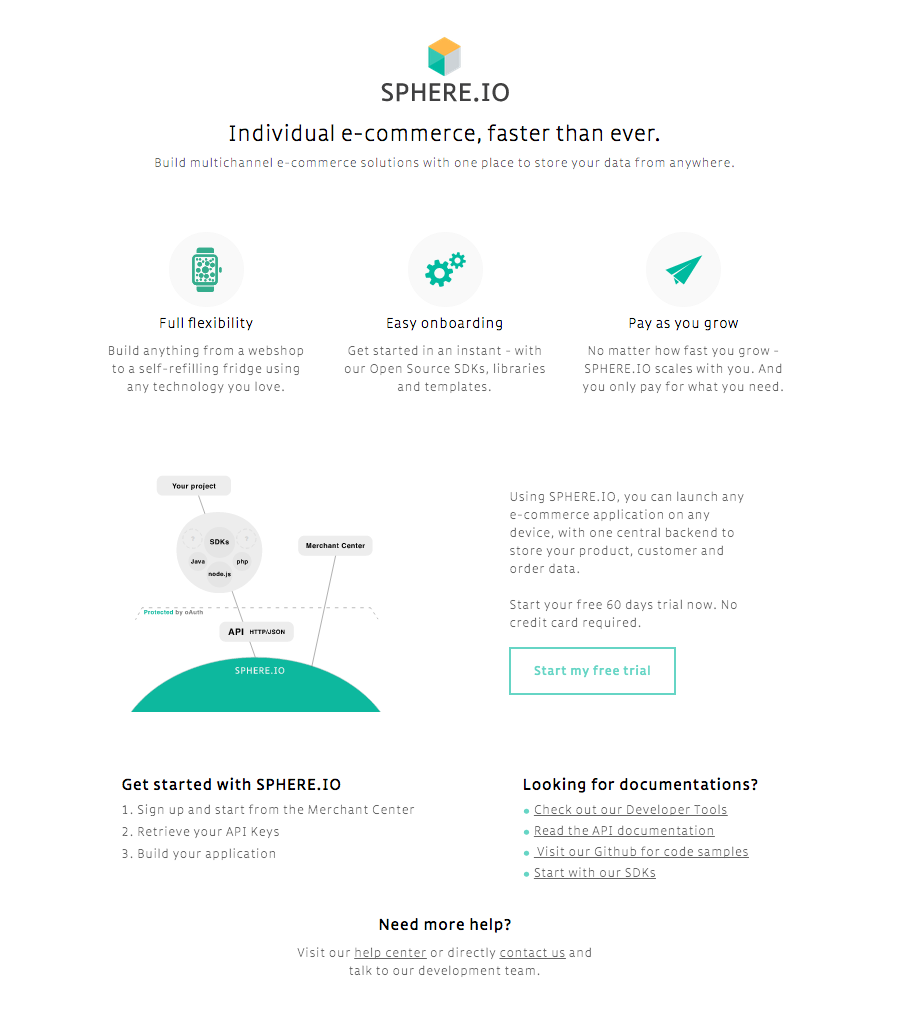 SPHERE.IO
Individual e-commerce, faster than ever.
Build multichannel e-commerce solutions with one place to store your data from anywhere.
Full flexibility
Build anything from a webshop
to a self-refilling fridge using
any technology you love.
Easy onboarding
Get started in an instant - with
our Open Source SDKs, libraries
and templates.
Pay as you grow
No matter how fast you grow -
SPHERE.IO scales with you. And
you only pay for what you need.
Your project
SDKs
Java
php
node.js
Merchant Center
Protected by oAuth
API HTTP/JSON
SPHERE.IO
Using SPHERE.IO, you can launch any
e-commerce application on any
device, with one central backend to
store your product, customer and
order data.
Start your free 60 days trial now. No
credit card required.
Start my free trial
Get started with SPHERE.IO
1. Sign up and start from the Merchant Center
2. Retrieve your API Keys
3. Build your application
Looking for documentations?
• Check out our Developer Tools
• Read the API documentation
• Visit our Github for code samples
• Start with our SDKs
Need more help?
Visit our help center or directly contact us and
talk to our development team.